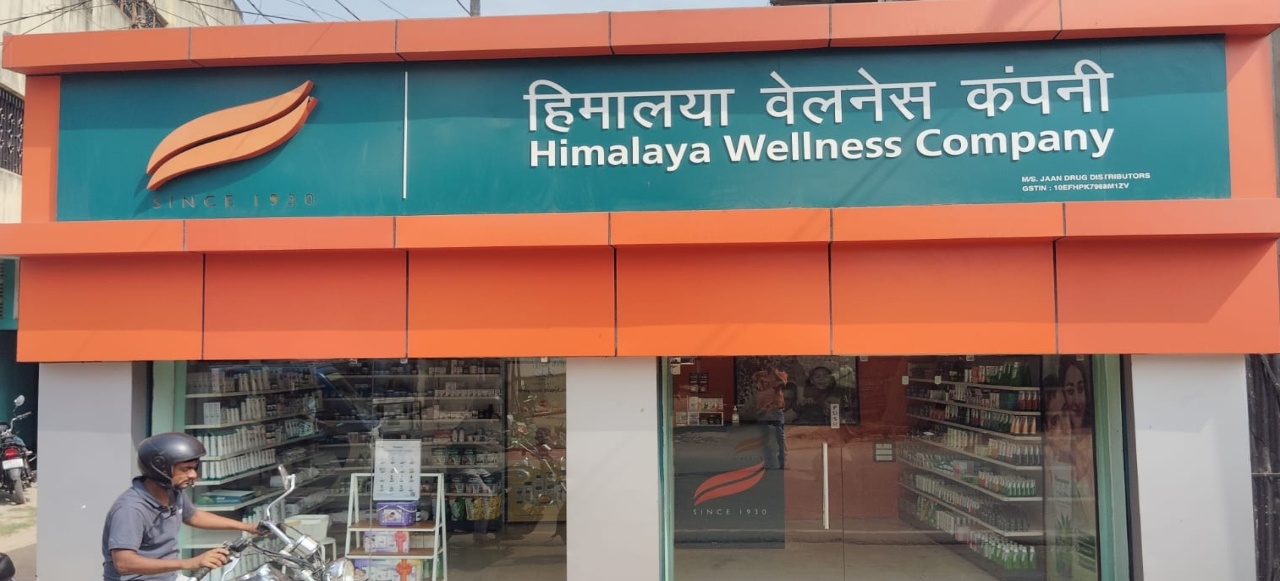 हिमालया वेलनेस कंपनी
Himalaya Wellness Company
SINCE 1930
M/S. JAAN DRUG DISTRIBUTORS
GSTIN : 10EFHPK7968M1ZV
SINCE 1930